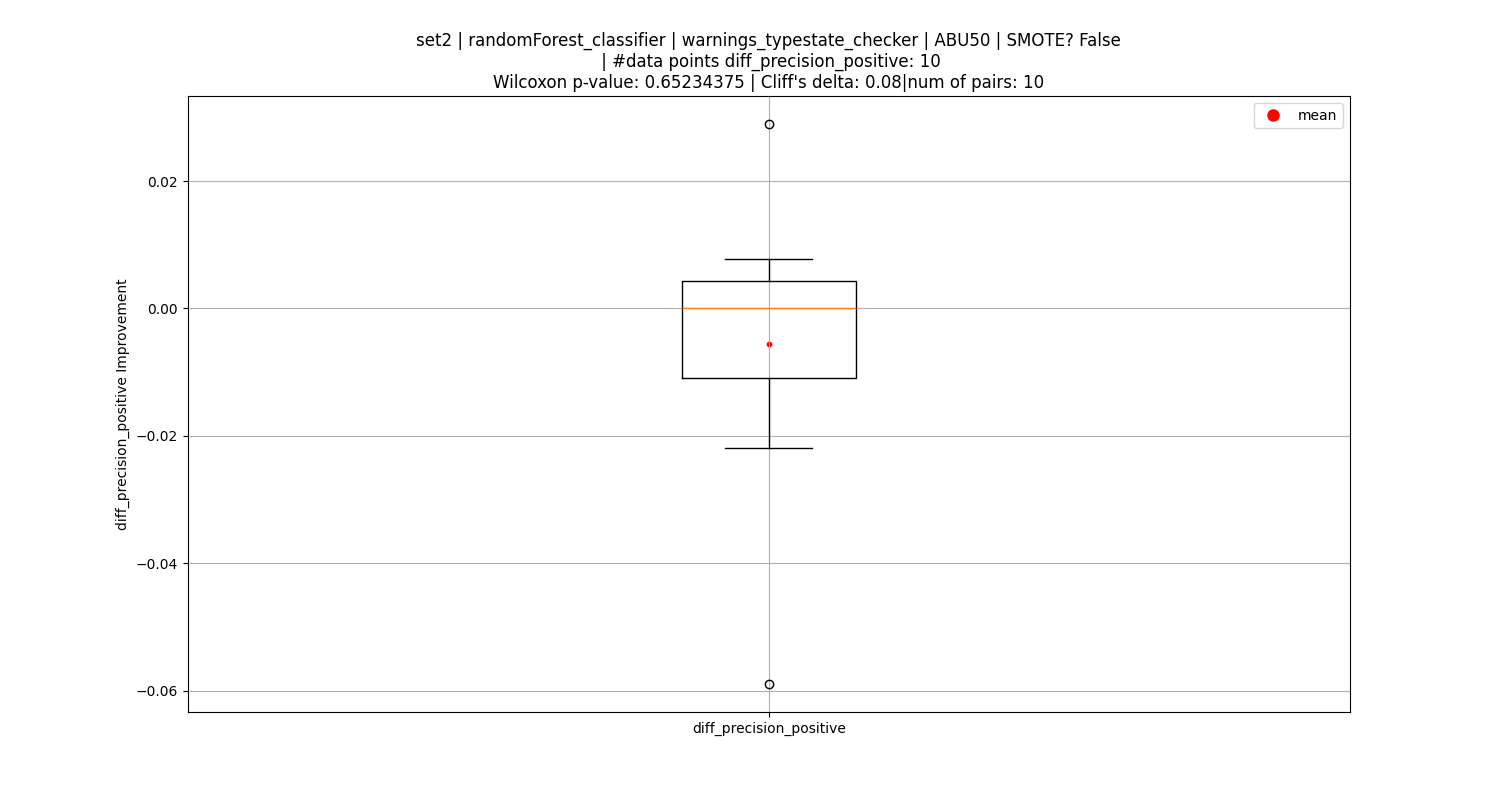 set2 | randomForest_classifier | warnings_typestate_checker | ABU50 | SMOTE? False
| #data points diff_precision_positive: 10
Wilcoxon p-value: 0.65234375 | Cliff's delta: 0.08|num of pairs: 10
mean
0.02
0.00
−0.02
−0.04
−0.06
diff_precision_positive Improvement
diff_precision_positive